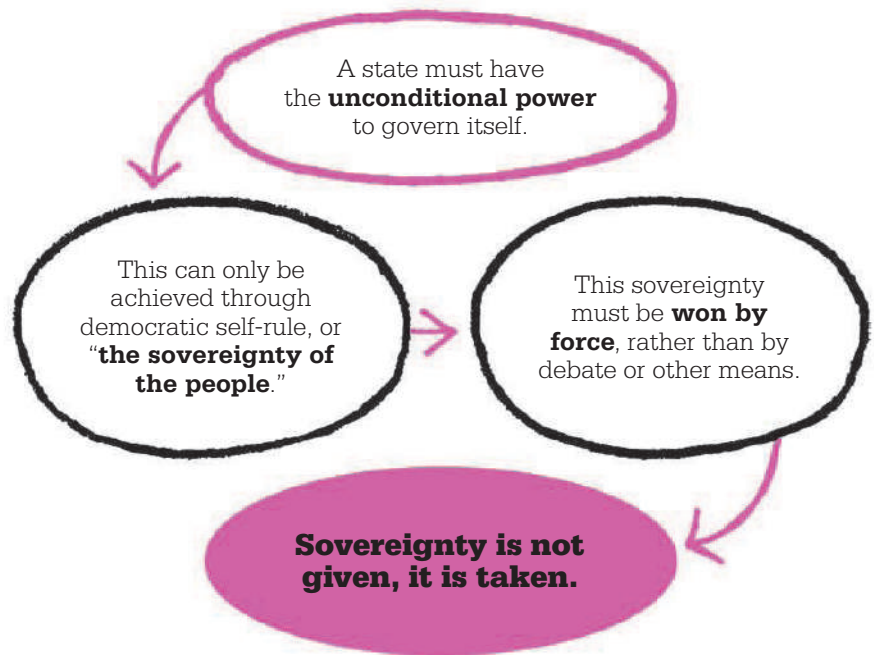 A state must have
the unconditional power
to govern itself.
This can only be
achieved through
democratic self-rule, or
“the sovereignty of
the people.”
This sovereignty
must be won by
force, rather than by
debate or other means.
Sovereignty is not
given, it is taken.